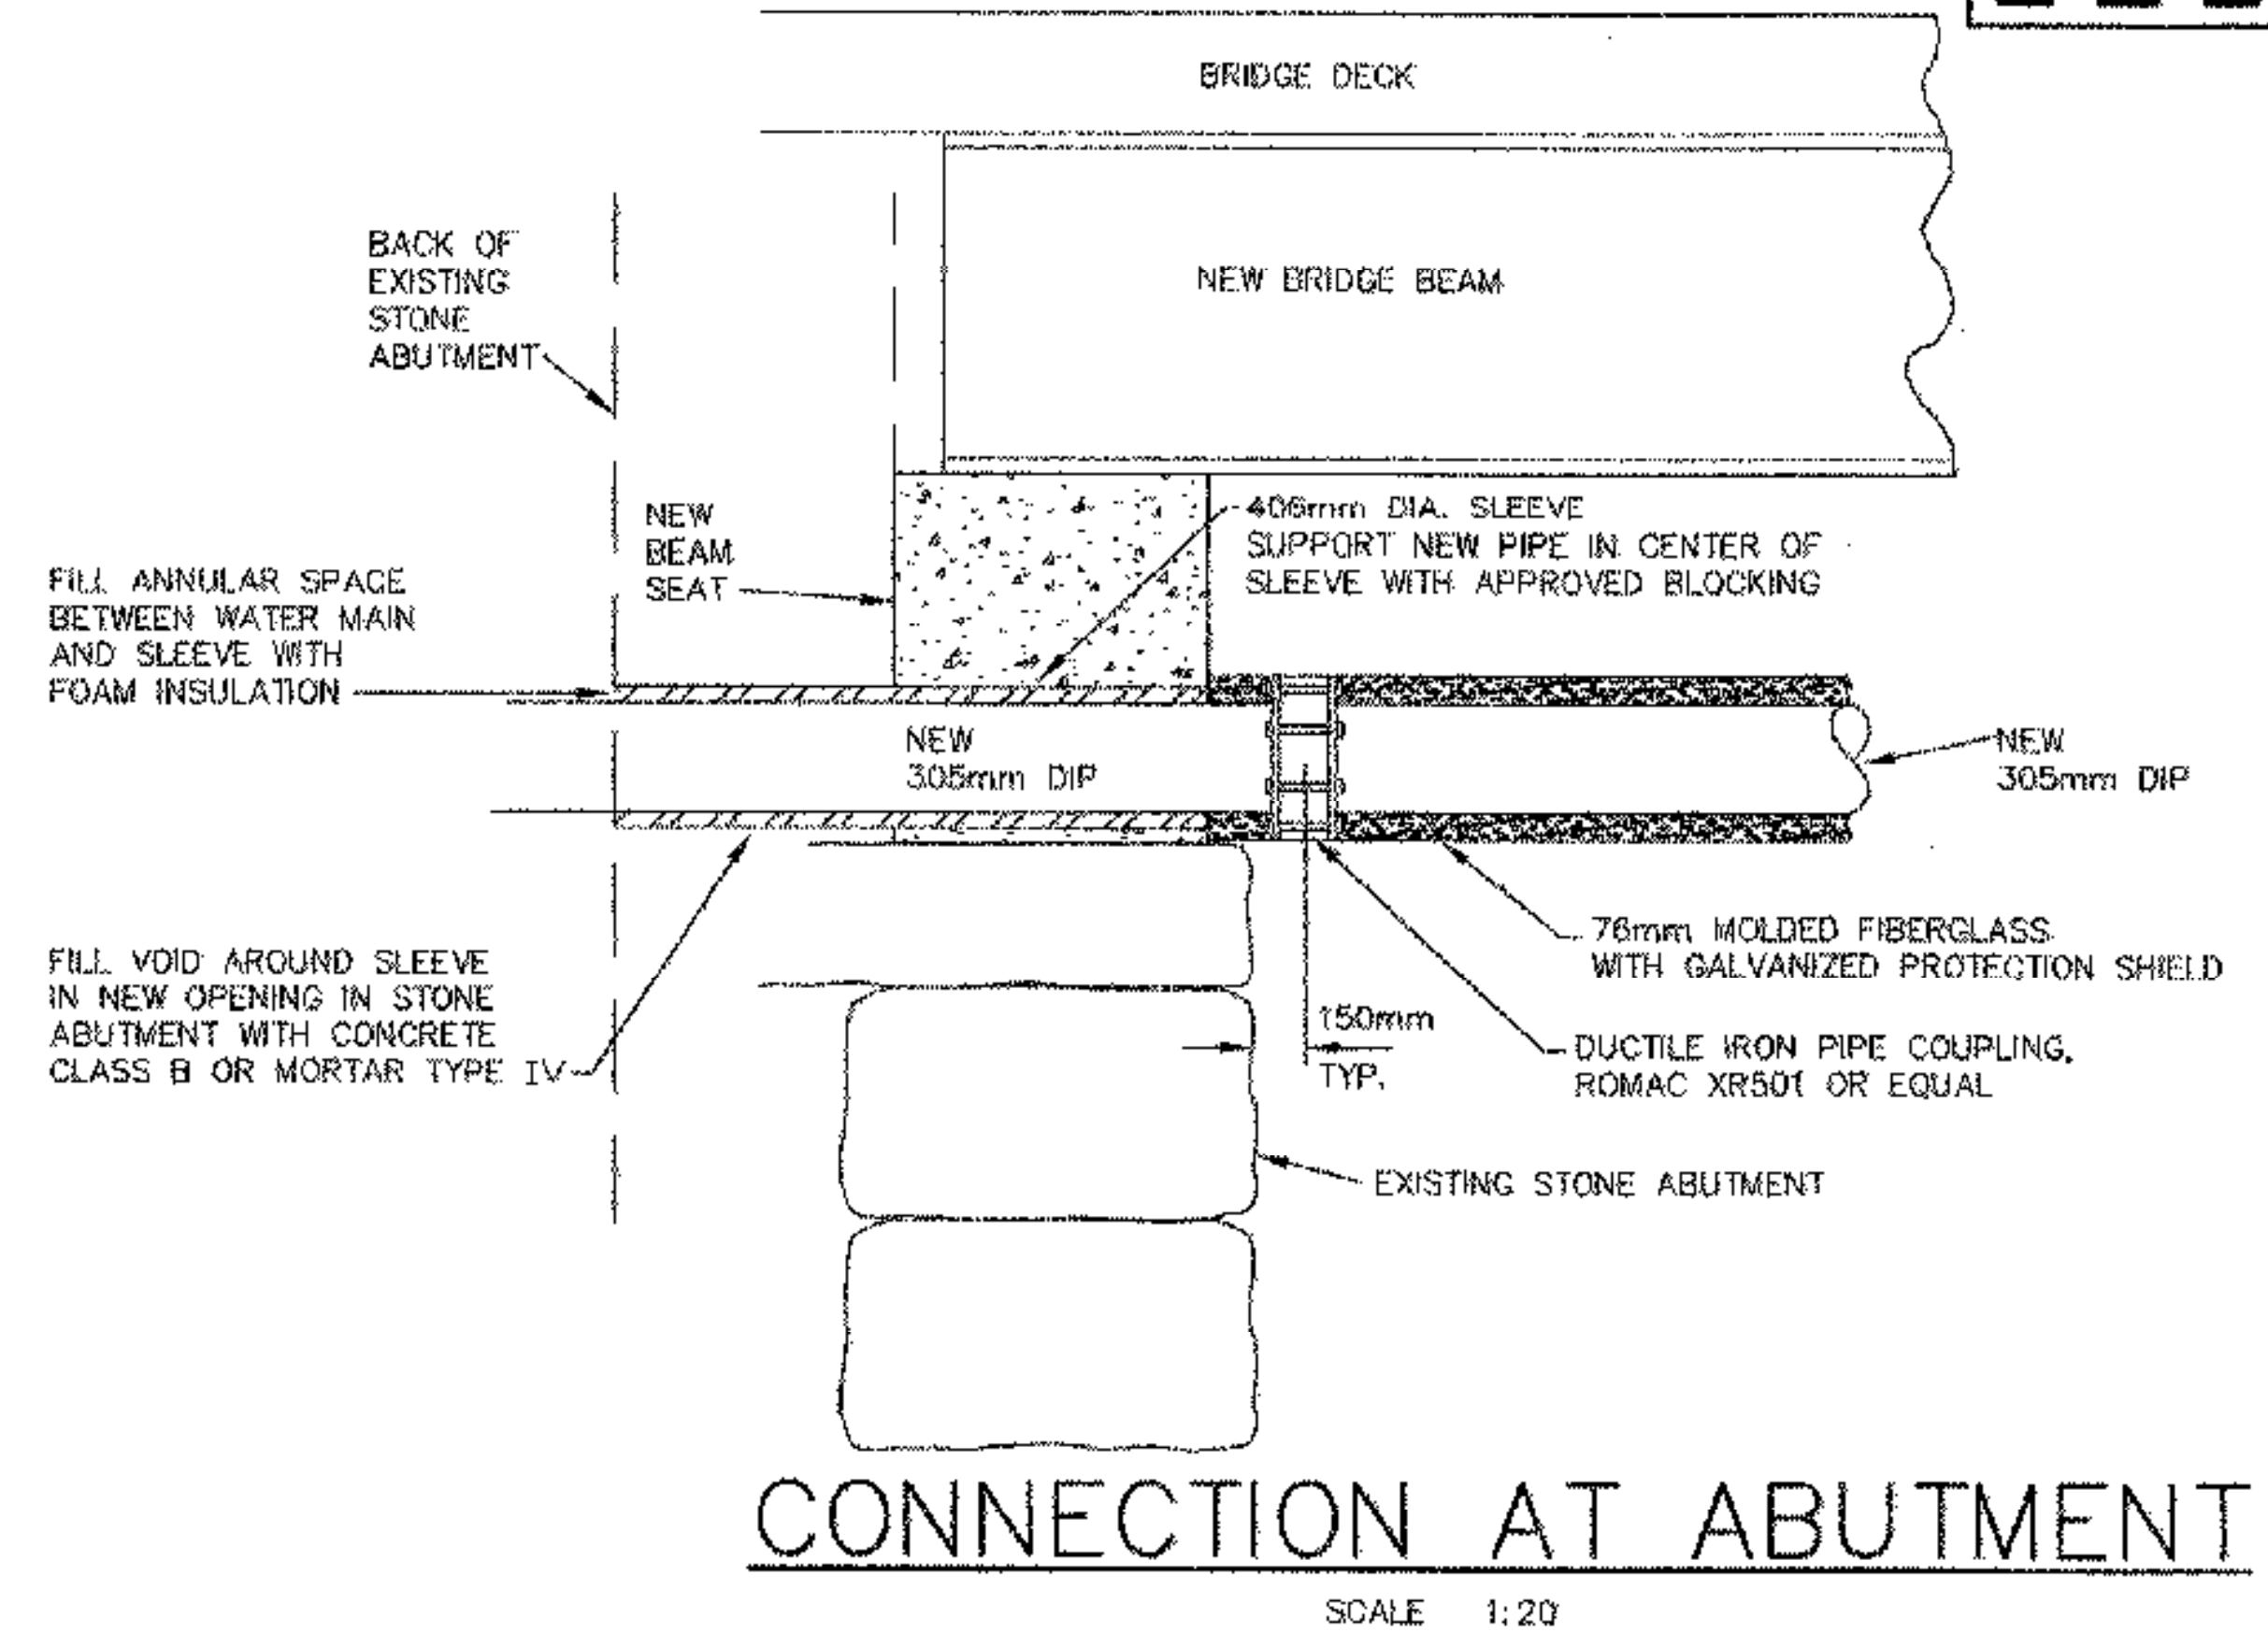 BRIDGE DECK
NEW BRIDGE BEAM
BACK OF
EXISTING
STONE
ABUTMENT
NEW
BEAM
SEAT
406mm DIA. SLEEVE
SUPPORT NEW PIPE IN CENTER OF
SLEEVE WITH APPROVED BLOCKING
FILL ANNULAR SPACE
BETWEEN WATER MAIN
AND SLEEVE WITH
FOAM INSULATION
NEW
305mm DIP
NEW
305mm DIP
FILL VOID AROUND SLEEVE
IN NEW OPENING IN STONE
ABUTMENT WITH CONCRETE
CLASS B OR MORTAR TYPE IV
76mm MOLDED FIBERGLASS
WITH GALVANIZED PROTECTION SHIELD
150mm
TYP.
DUCTILE IRON PIPE COUPLING,
ROMAC XR501 OR EQUAL
EXISTING STONE ABUTMENT
CONNECTION AT ABUTMENT
SCALE 1:20